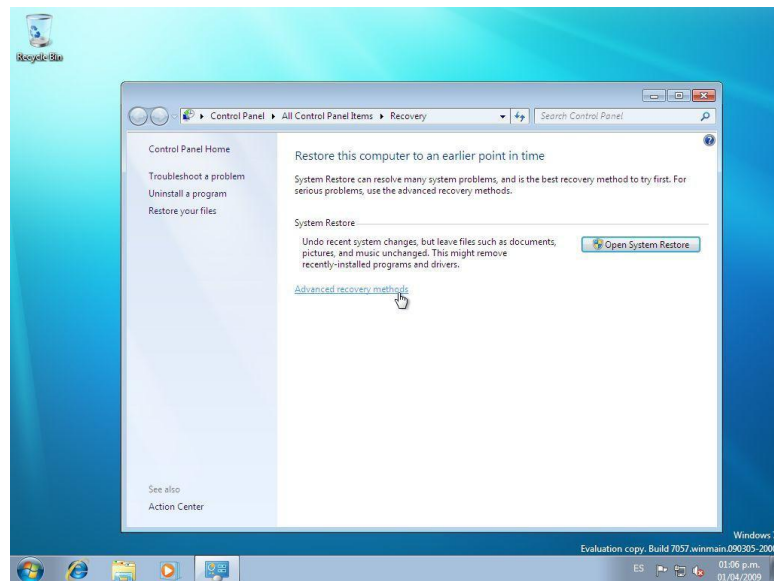 Recycle Bin
Control Panel ▸ All Control Panel Items ▸ Recovery
Search Control Panel
Control Panel Home
Troubleshoot a problem
Uninstall a program
Restore your files
Restore this computer to an earlier point in time
System Restore can resolve many system problems, and is the best recovery method to try first. For
serious problems, use the advanced recovery methods.
System Restore
Undo recent system changes, but leave files such as documents,
pictures, and music unchanged. This might remove
recently-installed programs and drivers.
Open System Restore
Advanced recovery methods
See also
Action Center
Windows
Evaluation copy. Build 7057.winmain.090305-200
ES
01:06 p.m.
01/04/2009